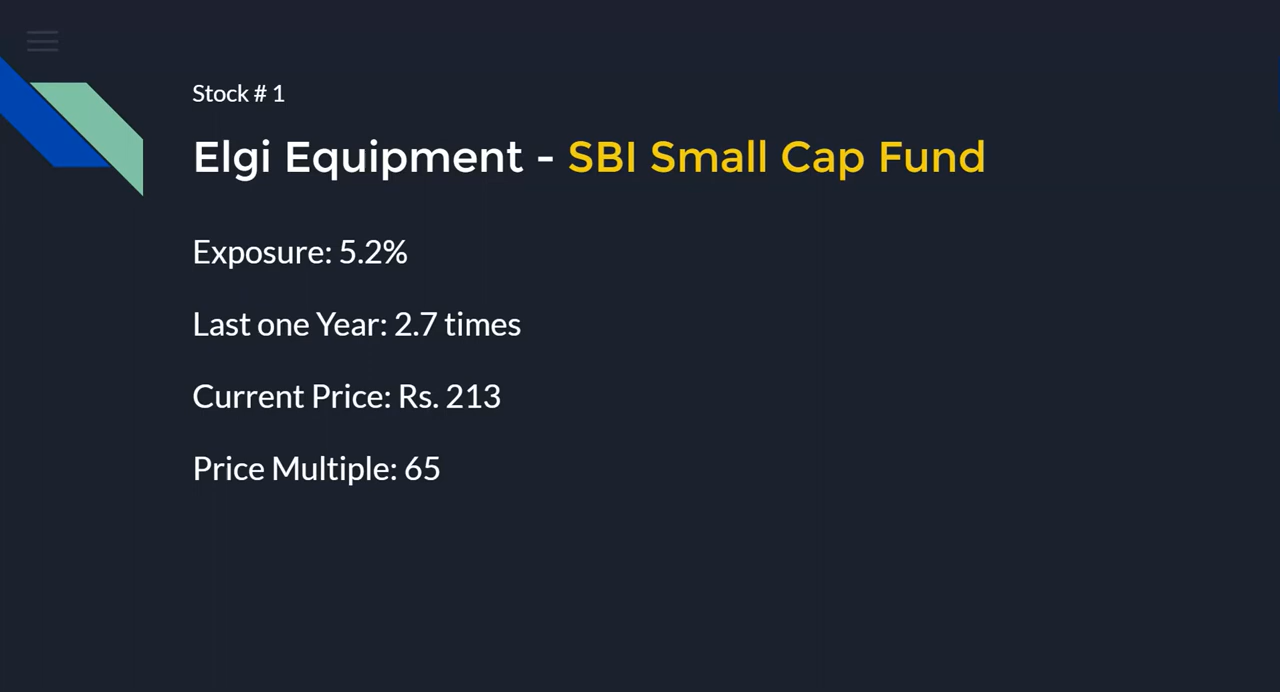 Stock # 1
Elgi Equipment - SBI Small Cap Fund
Exposure: 5.2%
Last one Year: 2.7 times
Current Price: Rs. 213
Price Multiple: 65